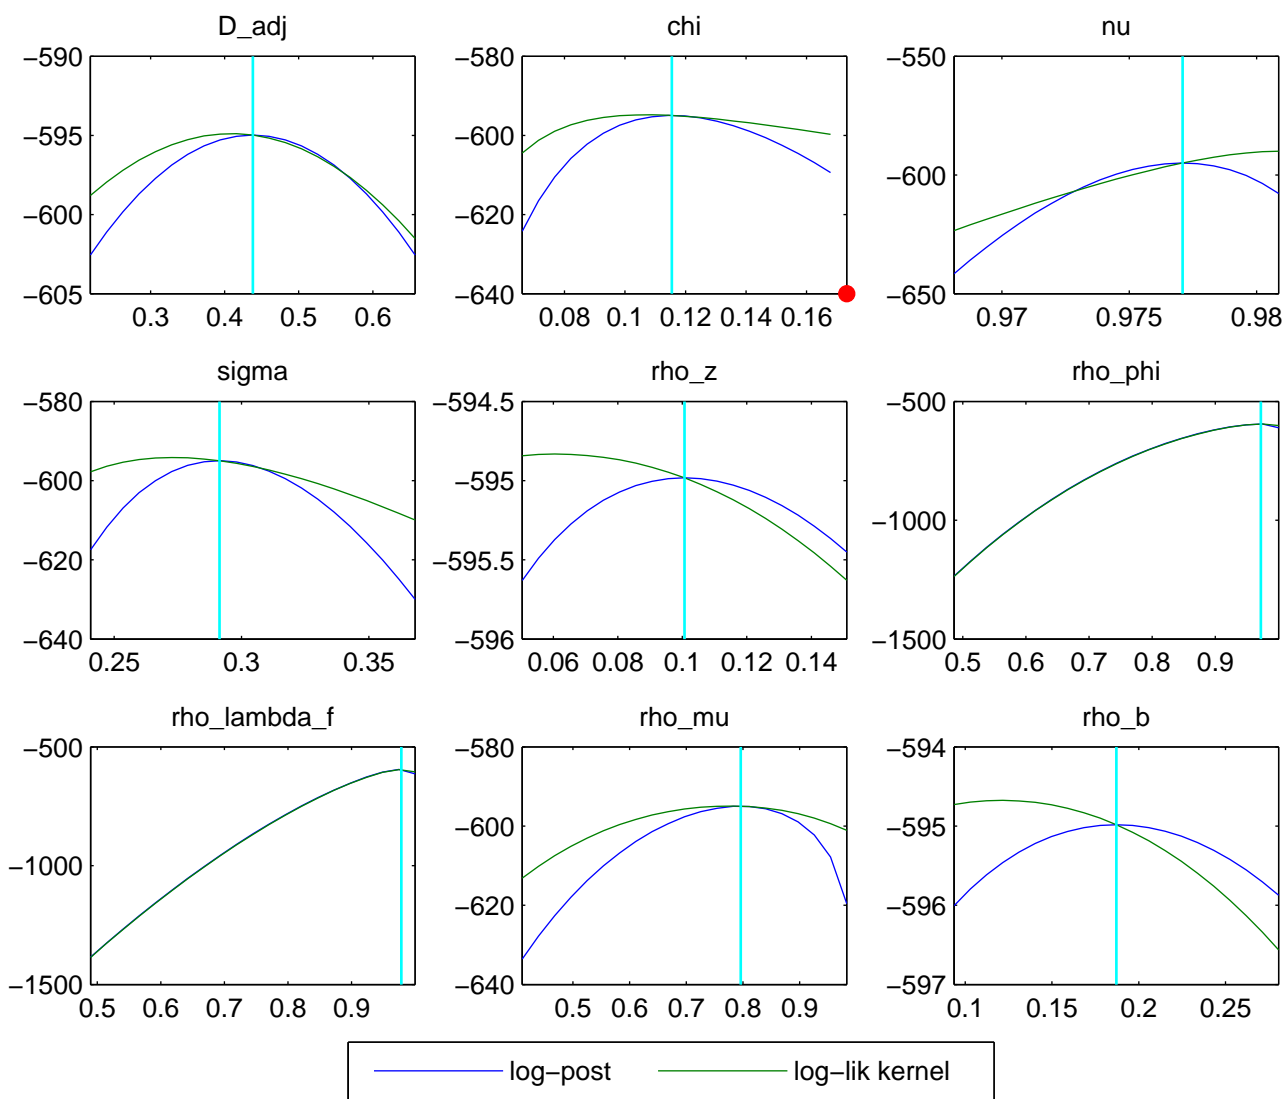 D_adj
−590
−595
−600
−605
0.3 0.4 0.5 0.6
chi
−580
−600
−620
−640
0.08 0.1 0.12 0.14 0.16
nu
−550
−600
−650
0.97 0.975 0.98
sigma
−580
−600
−620
−640
0.25 0.3 0.35
rho_z
−594.5
−595
−595.5
−596
0.06 0.08 0.1 0.12 0.14
rho_phi
−500
−1000
−1500
0.5 0.6 0.7 0.8 0.9
rho_lambda_f
−500
−1000
−1500
0.5 0.6 0.7 0.8 0.9
rho_mu
−580
−600
−620
−640
0.5 0.6 0.7 0.8 0.9
rho_b
−594
−595
−596
−597
0.1 0.15 0.2 0.25
log−post log−lik kernel